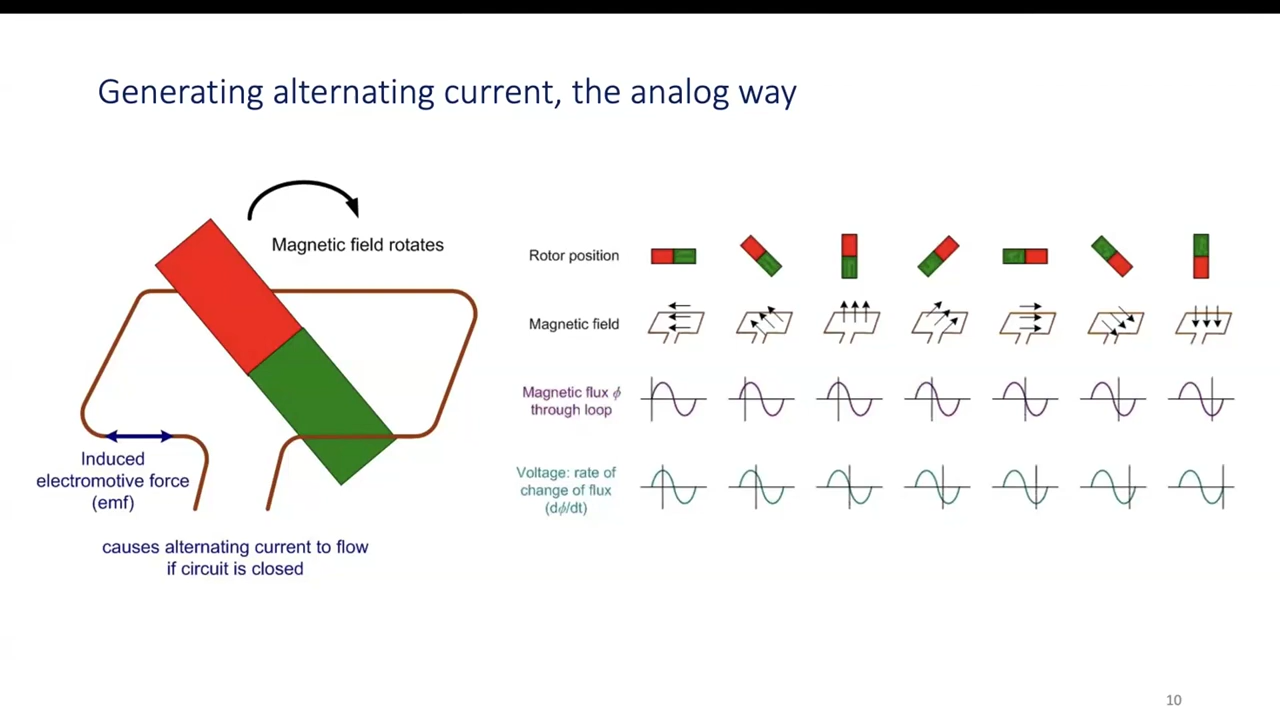 Generating alternating current, the analog way
Magnetic field rotates
Induced
electromotive force
(emf)
causes alternating current to flow
if circuit is closed
Rotor position
Magnetic field
Magnetic flux ϕ
through loop
Voltage: rate of
change of flux
(dϕ/dt)
10